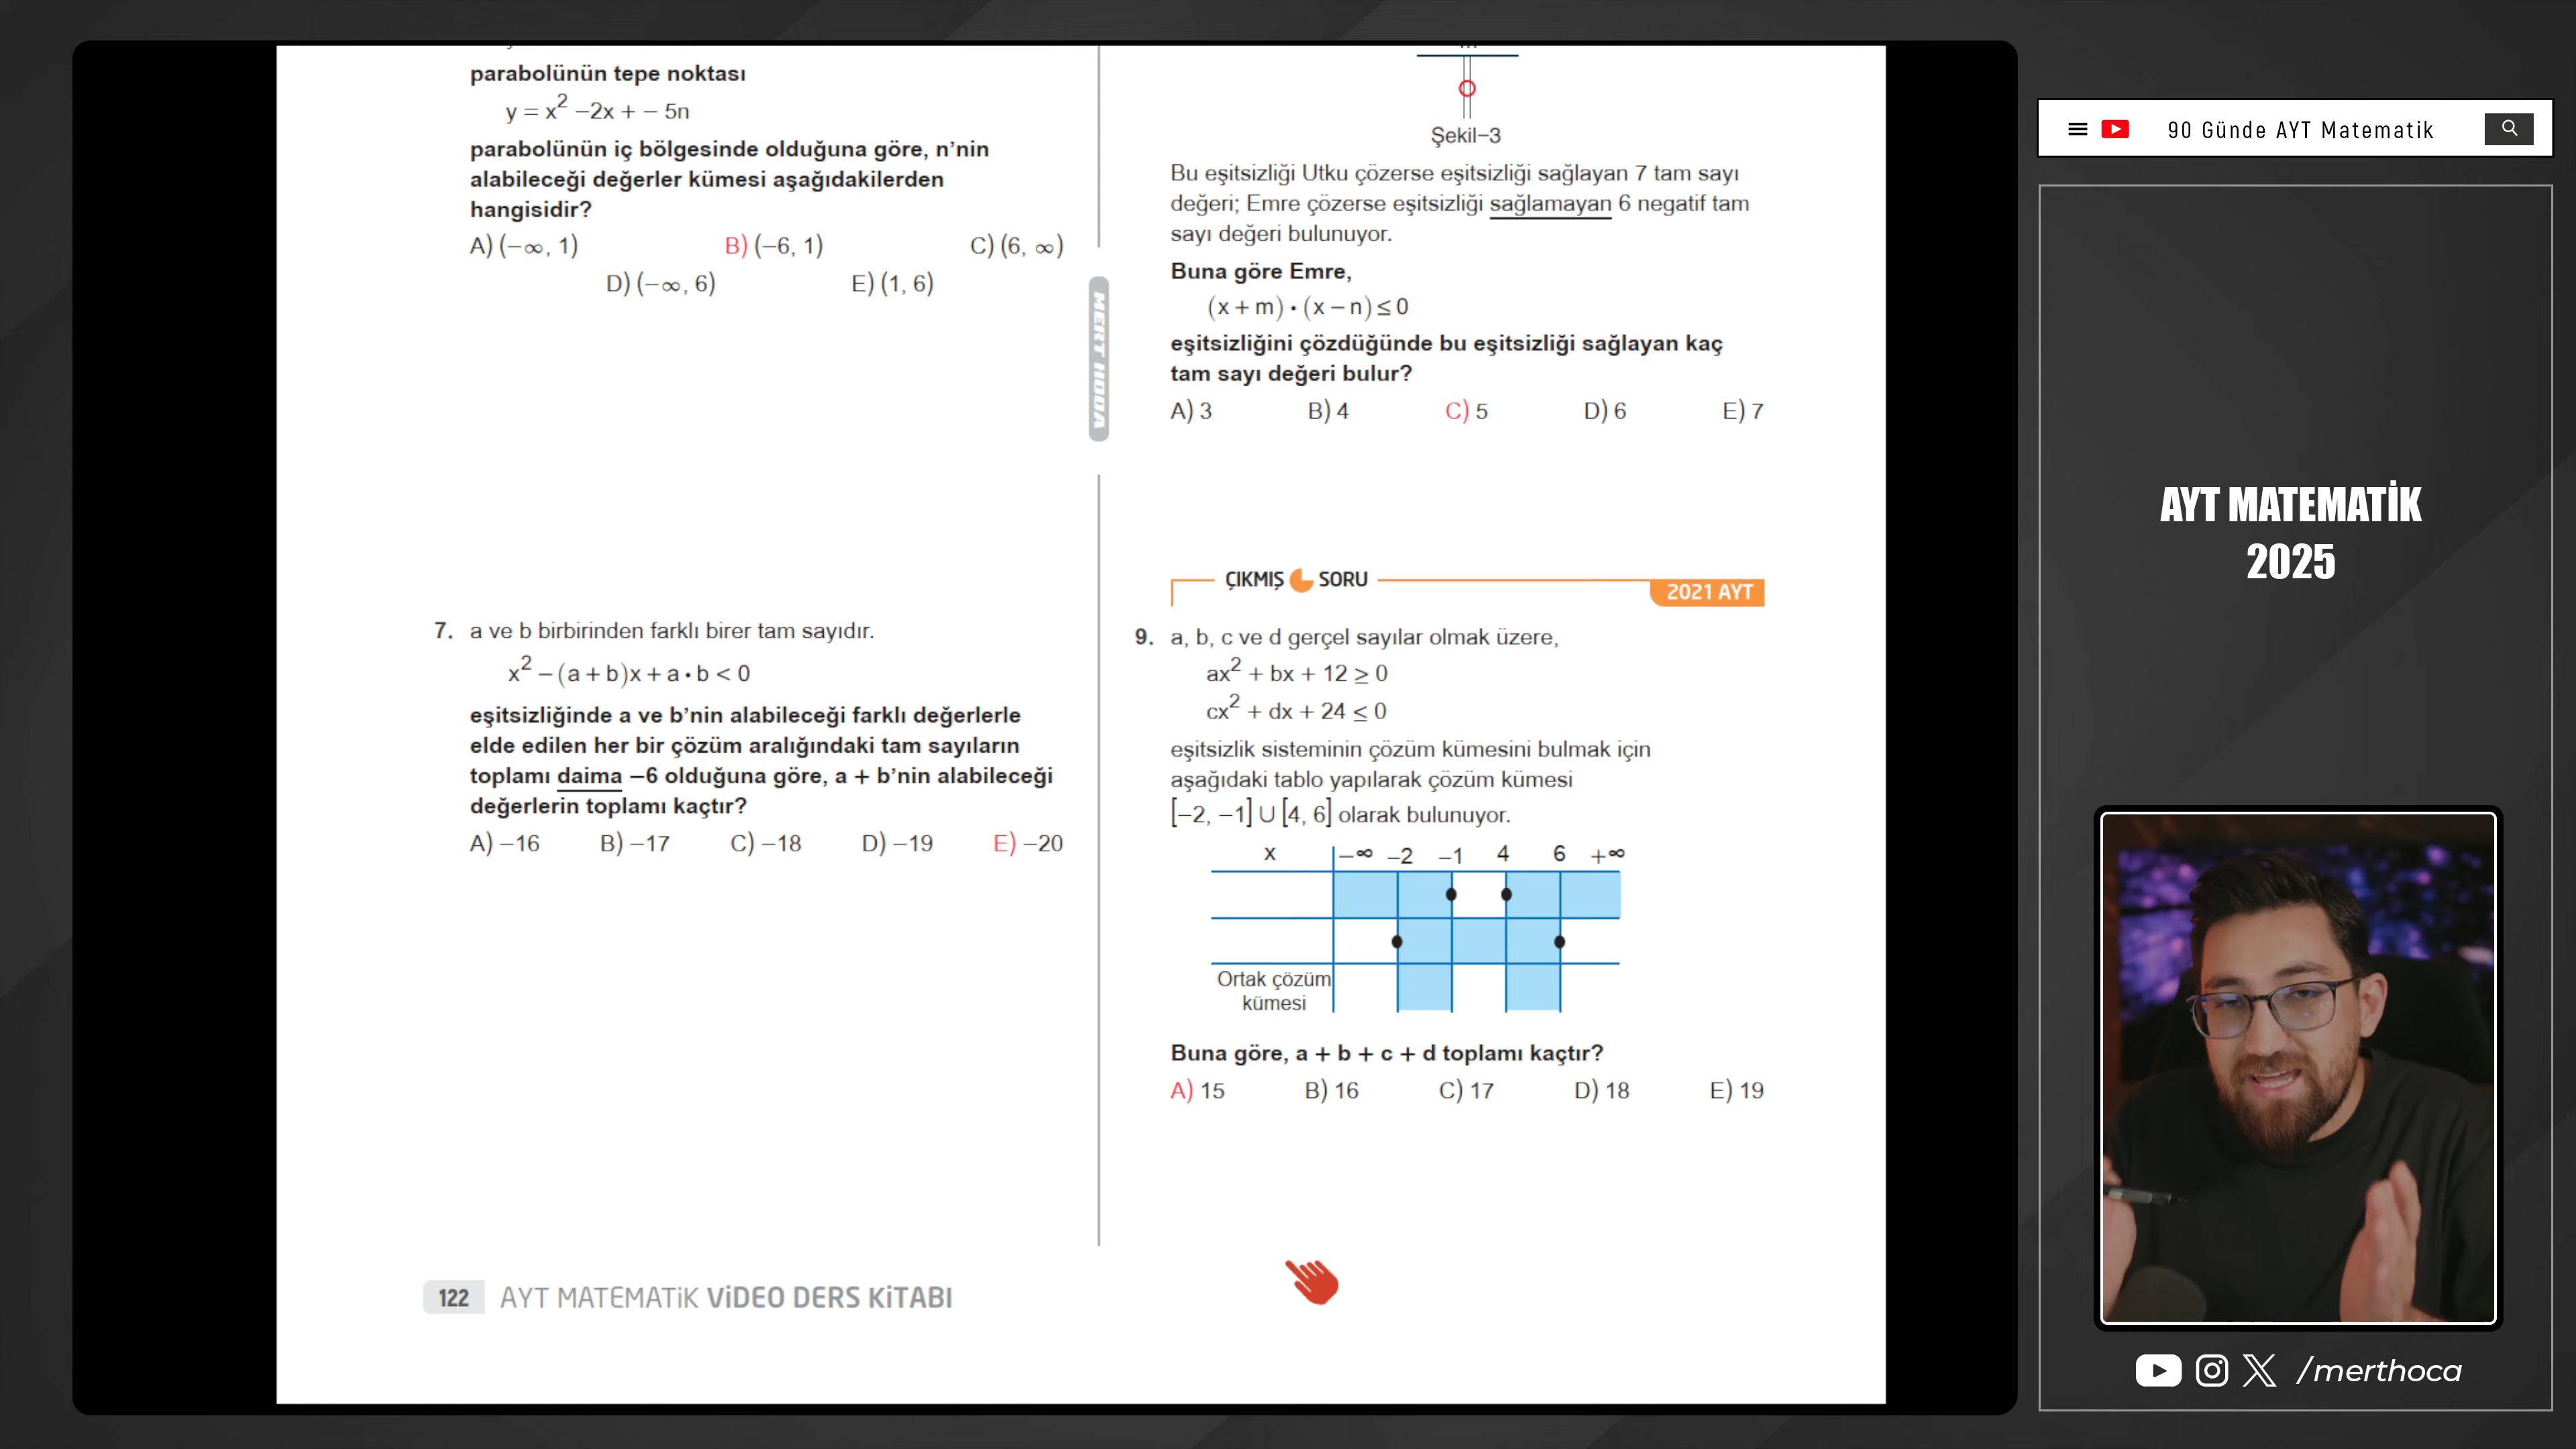 parabolünün tepe noktası
y = x² −2x + − 5n
parabolünün iç bölgesinde olduğuna göre, n’nin
alabileceği değerler kümesi aşağıdakilerden
hangisidir?
A) (−∞, 1) B) (−6, 1) C) (6, ∞)
D) (−∞, 6) E) (1, 6)
7. a ve b birbirinden farklı birer tam sayıdır.
x² − (a + b)x + a • b < 0
eşitsizliğinde a ve b’nin alabileceği farklı değerlerle
elde edilen her bir çözüm aralığındaki tam sayıların
toplamı daima −6 olduğuna göre, a + b’nin alabileceği
değerlerin toplamı kaçtır?
A) −16 B) −17 C) −18 D) −19 E) −20
122 AYT MATEMATiK ViDEO DERS KiTABI
MERT HOCA
Şekil−3
Bu eşitsizliği Utku çözerse eşitsizliği sağlayan 7 tam sayı
değeri; Emre çözerse eşitsizliği sağlamayan 6 negatif tam
sayı değeri bulunuyor.
Buna göre Emre,
(x + m) • (x − n) ≤ 0
eşitsizliğini çözdüğünde bu eşitsizliği sağlayan kaç
tam sayı değeri bulur?
A) 3 B) 4 C) 5 D) 6 E) 7
ÇIKMIŞ SORU
2021 AYT
9. a, b, c ve d gerçel sayılar olmak üzere,
ax² + bx + 12 ≥ 0
cx² + dx + 24 ≤ 0
eşitsizlik sisteminin çözüm kümesini bulmak için
aşağıdaki tablo yapılarak çözüm kümesi
[−2, −1] ∪ [4, 6] olarak bulunuyor.
x −∞ −2 −1 4 6 +∞
Ortak çözüm
kümesi
Buna göre, a + b + c + d toplamı kaçtır?
A) 15 B) 16 C) 17 D) 18 E) 19
90 Günde AYT Matematik
AYT MATEMATİK
2025
/merthoca